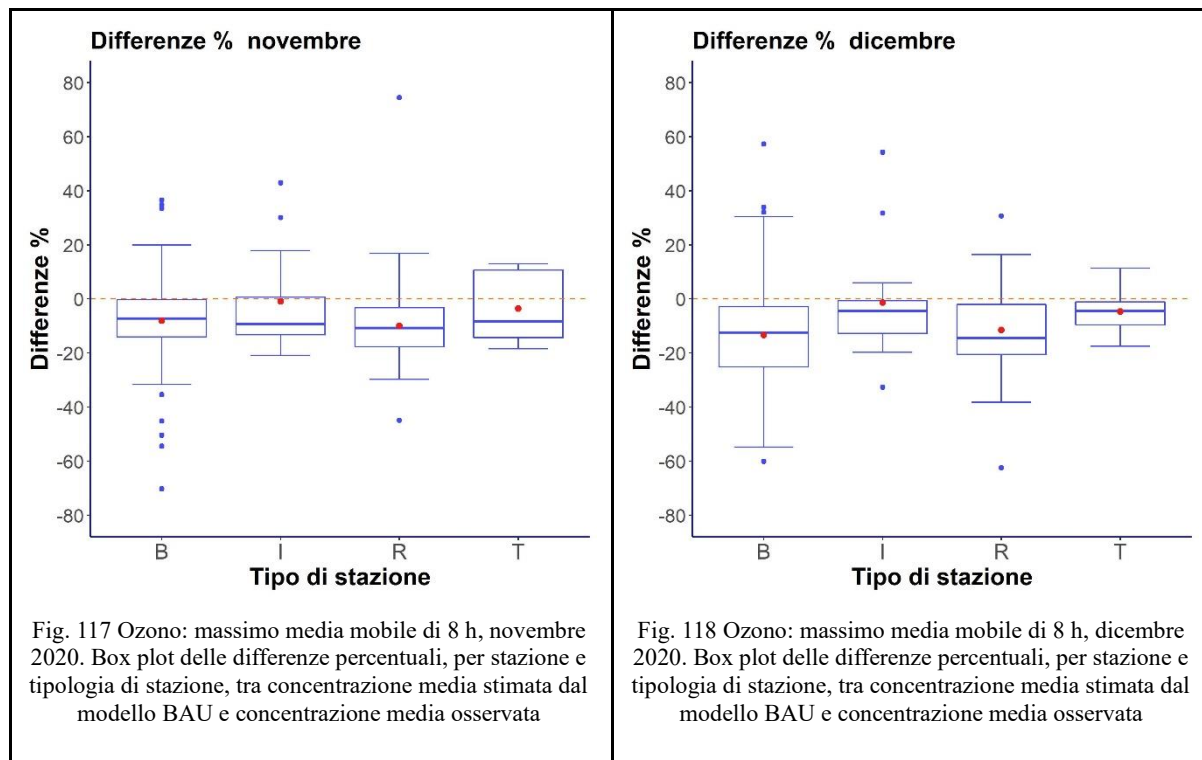 Differenze % novembre
80
60
40
20
0
-20
-40
-60
-80
Differenze %
B I R T
Tipo di stazione
Fig. 117 Ozono: massimo media mobile di 8 h, novembre
2020. Box plot delle differenze percentuali, per stazione e
tipologia di stazione, tra concentrazione media stimata dal
modello BAU e concentrazione media osservata
Differenze % dicembre
80
60
40
20
0
-20
-40
-60
-80
Differenze %
B I R T
Tipo di stazione
Fig. 118 Ozono: massimo media mobile di 8 h, dicembre
2020. Box plot delle differenze percentuali, per stazione e
tipologia di stazione, tra concentrazione media stimata dal
modello BAU e concentrazione media osservata